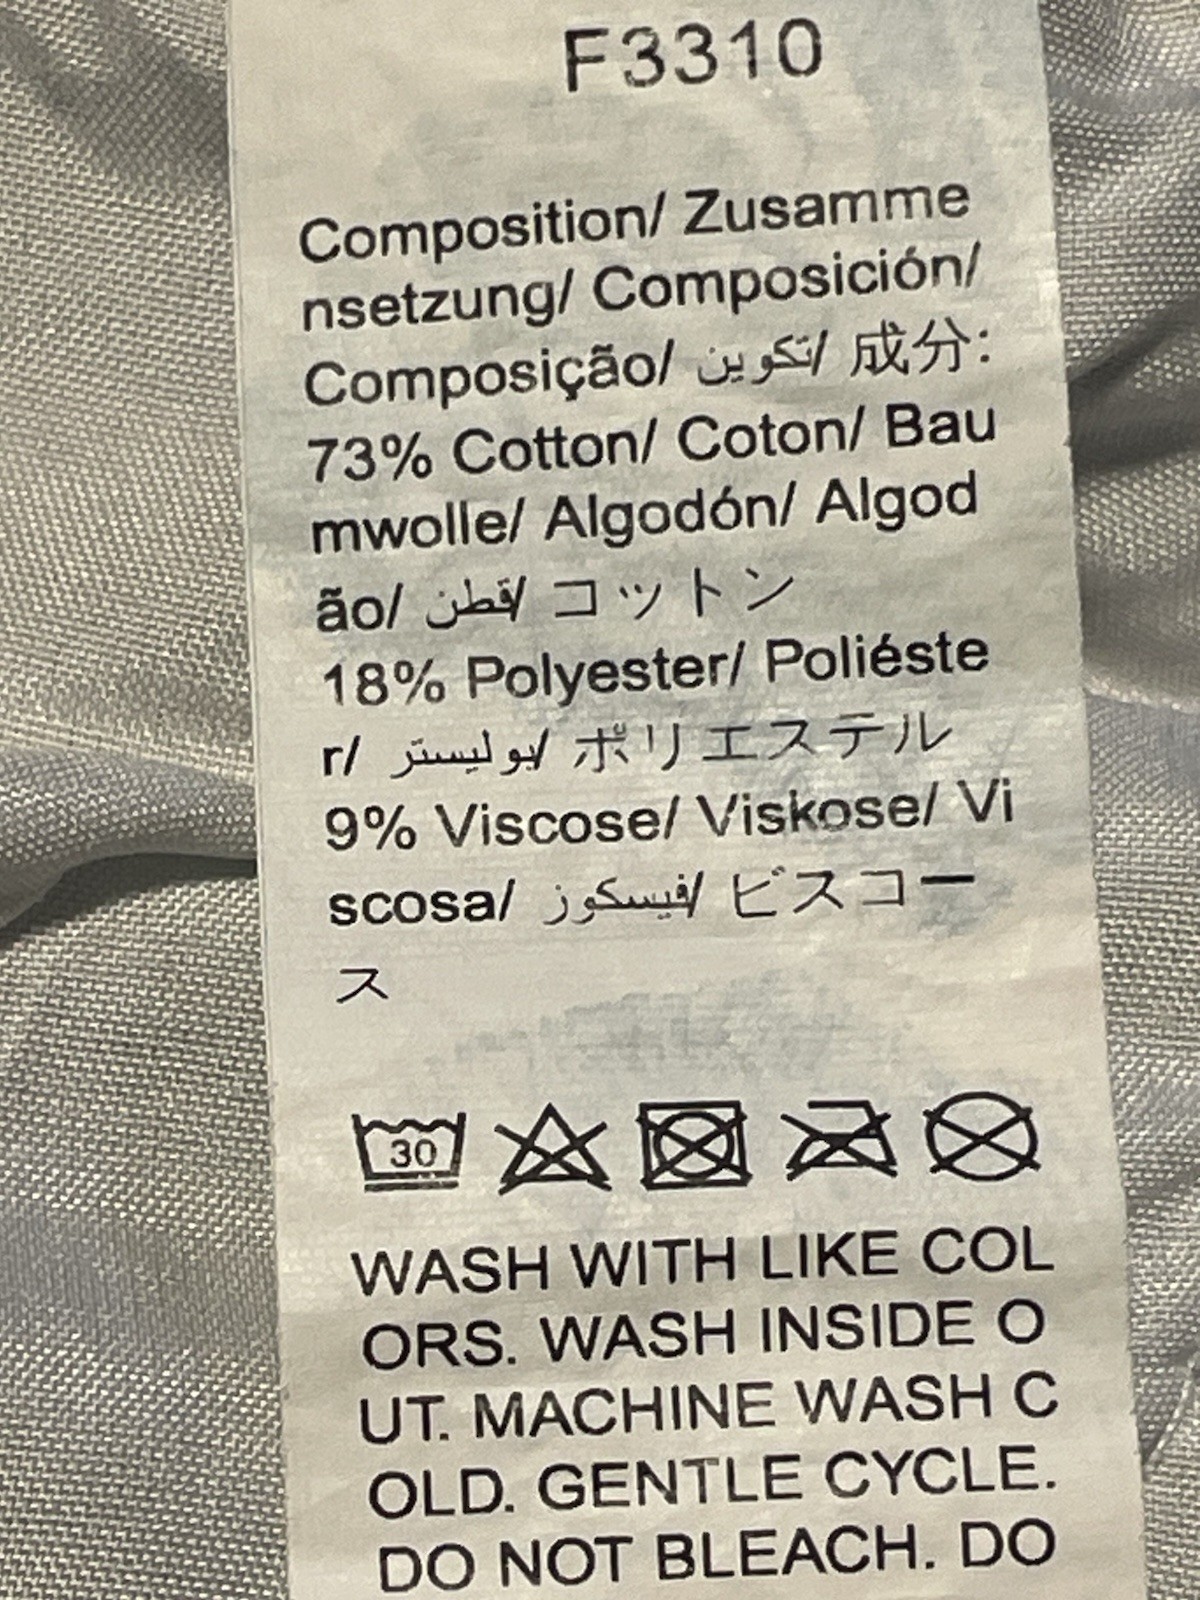 F3310
Composition/ Zusamme
nsetzung/ Composición/
Composição/ تكوين/ 成分:
73% Cotton/ Coton/ Bau
mwolle/ Algodón/ Algod
ão/ قطن/ コットン
18% Polyester/ Poliéste
r/ بوليستر/ ポリエステル
9% Viscose/ Viskose/ Vi
scosa/ فيسكوز/ ビスコー
ス
30
WASH WITH LIKE COL
ORS. WASH INSIDE O
UT. MACHINE WASH C
OLD. GENTLE CYCLE.
DO NOT BLEACH. DO